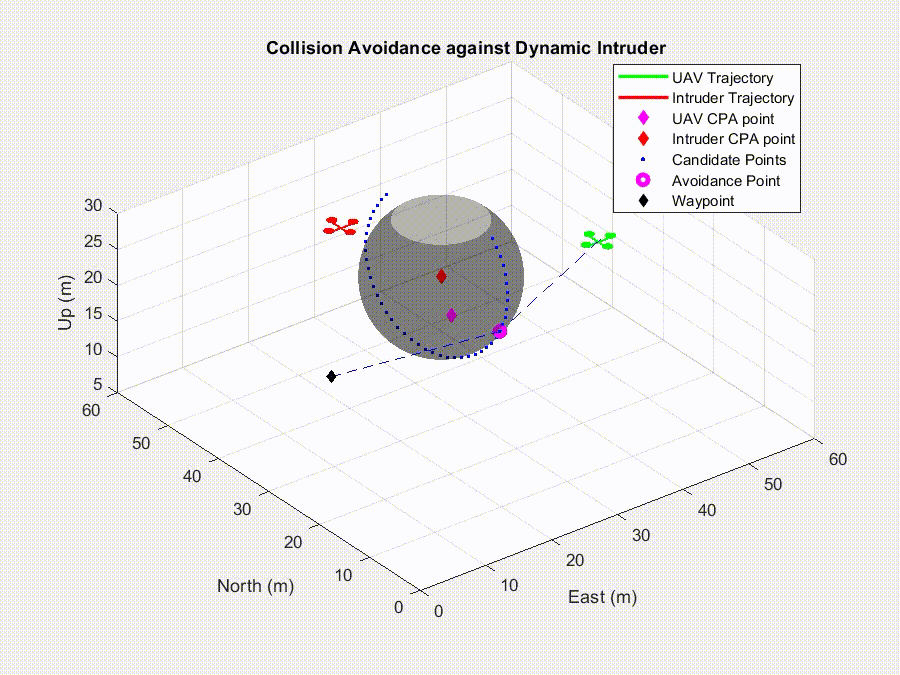 Collision Avoidance against Dynamic Intruder
UAV Trajectory
Intruder Trajectory
UAV CPA point
Intruder CPA point
Candidate Points
Avoidance Point
Waypoint
30
25
20
15
10
5
Up (m)
60
50
40
30
20
10
0
North (m)
0
10
20
30
40
50
60
East (m)